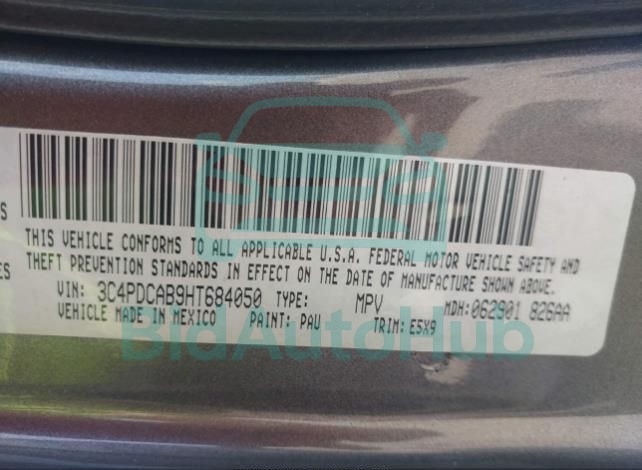 S
THIS VEHICLE CONFORMS TO ALL APPLICABLE U.S.A. FEDERAL MOTOR VEHICLE SAFETY AND
ES THEFT PREVENTION STANDARDS IN EFFECT ON THE DATE OF MANUFACTURE SHOWN ABOVE.
VIN: 3C4PDCAB9HT684050 TYPE: MPV MDH:062901 826AA
VEHICLE MADE IN MEXICO PAINT: PAU TRIM: E5X9
BidAutoHub